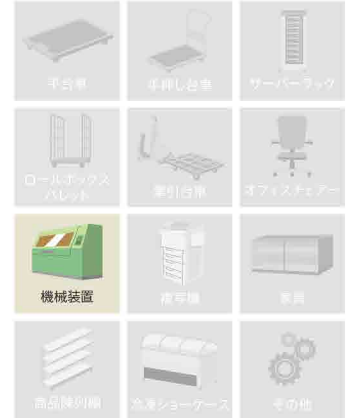 平台車
手押し台車
サーバーラック
ロールボックス
パレット
牽引台車
オフィスチェアー
機械装置
複写機
家具
商品陳列棚
冷凍ショーケース
その他